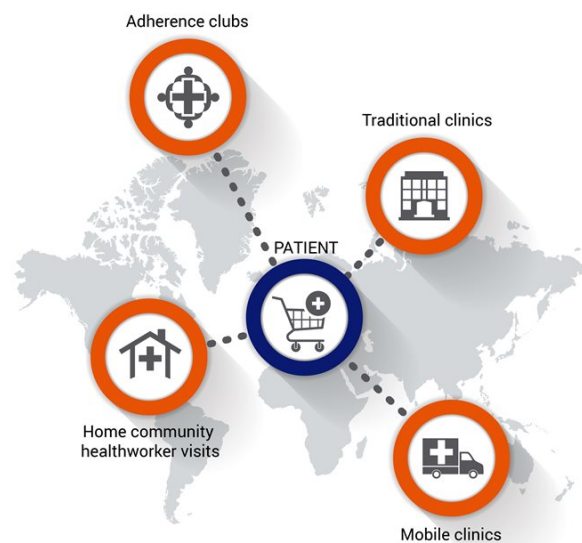 Adherence clubs
Traditional clinics
PATIENT
Home community
healthworker visits
Mobile clinics